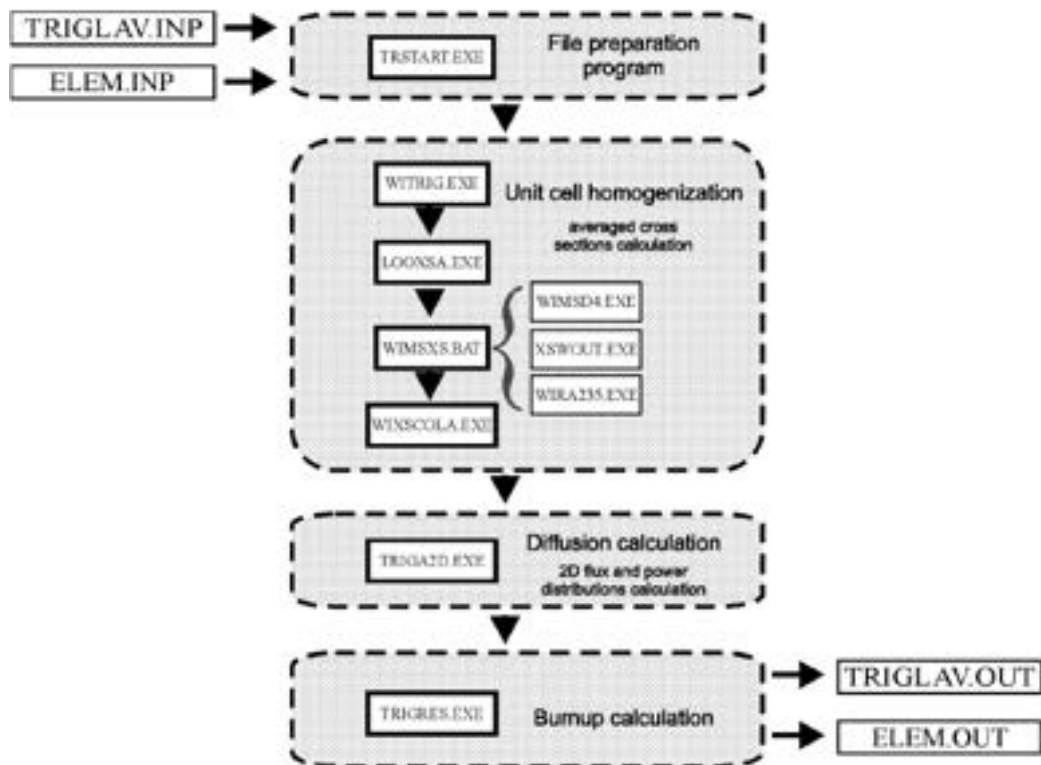 TRIGLAV.INP
ELEM.INP
TRSTART.EXE
File preparation
program
WITRIG.EXE
Unit cell homogenization
averaged cross
sections calculation
LOOXSA.EXE
WIMSXS.BAT
WIMSD4.EXE
XSWOUT.EXE
WIRA235.EXE
WIXSCOLA.EXE
TRIGA2D.EXE
Diffusion calculation
2D flux and power
distributions calculation
TRIGRES.EXE
Burnup calculation
TRIGLAV.OUT
ELEM.OUT